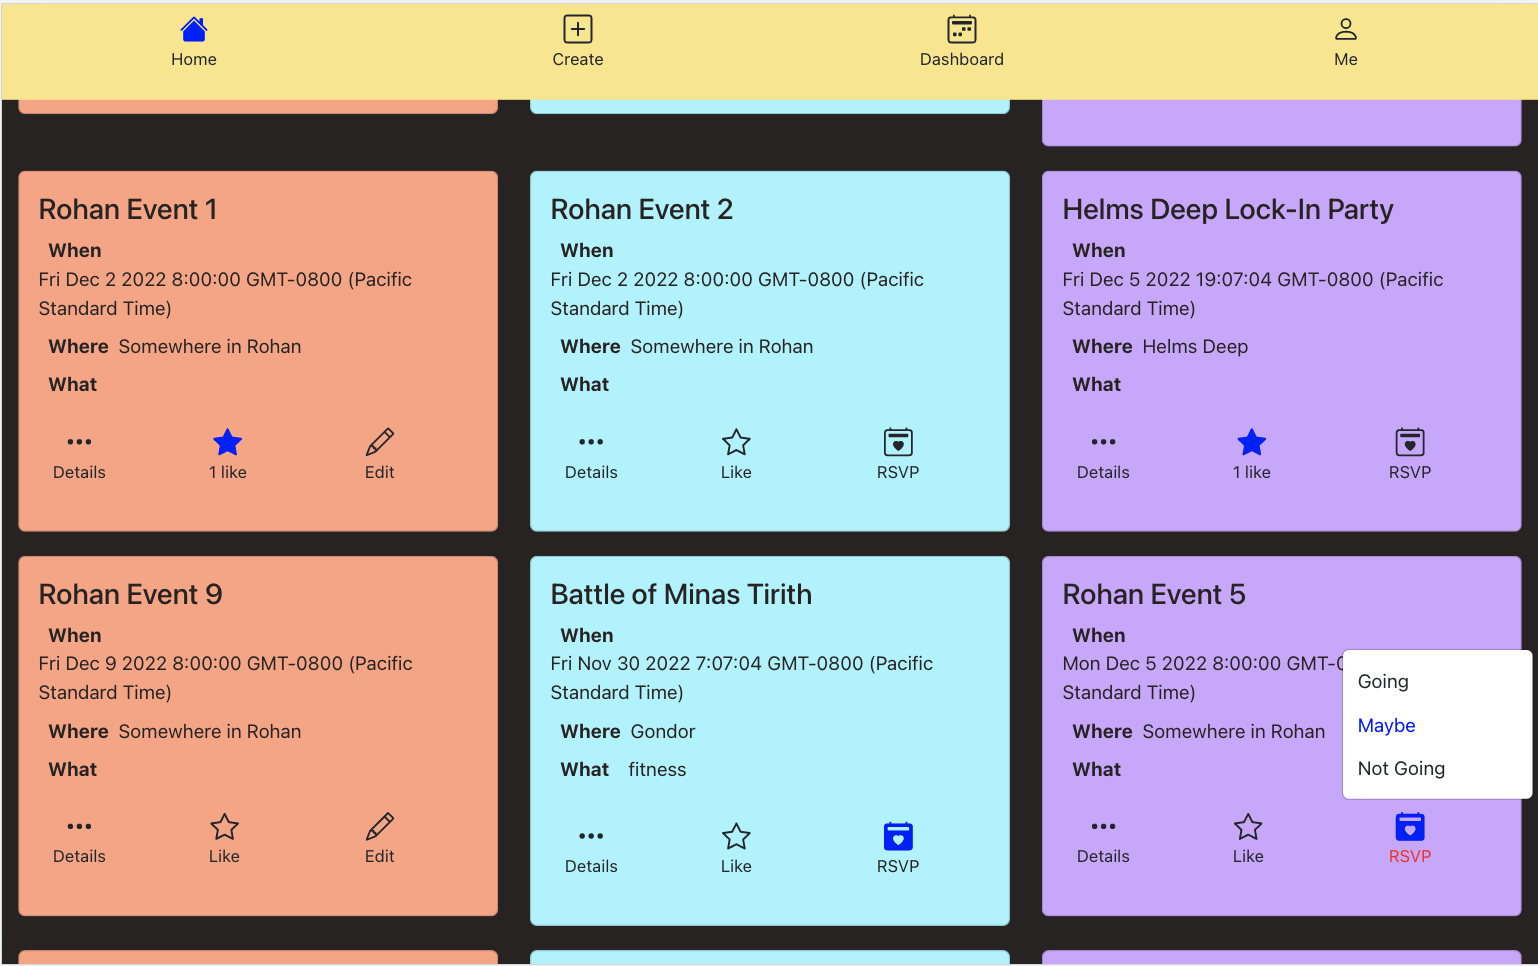 Home
Create
Dashboard
Me
Rohan Event 1
When
Fri Dec 2 2022 8:00:00 GMT-0800 (Pacific
Standard Time)
Where Somewhere in Rohan
What
Details
1 like
Edit
Rohan Event 2
When
Fri Dec 2 2022 8:00:00 GMT-0800 (Pacific
Standard Time)
Where Somewhere in Rohan
What
Details
Like
RSVP
Helms Deep Lock-In Party
When
Fri Dec 5 2022 19:07:04 GMT-0800 (Pacific
Standard Time)
Where Helms Deep
What
Details
1 like
RSVP
Rohan Event 9
When
Fri Dec 9 2022 8:00:00 GMT-0800 (Pacific
Standard Time)
Where Somewhere in Rohan
What
Details
Like
Edit
Battle of Minas Tirith
When
Fri Nov 30 2022 7:07:04 GMT-0800 (Pacific
Standard Time)
Where Gondor
What fitness
Details
Like
RSVP
Rohan Event 5
When
Mon Dec 5 2022 8:00:00 GMT-
Standard Time)
Where Somewhere in Rohan
What
Going
Maybe
Not Going
Details
Like
RSVP